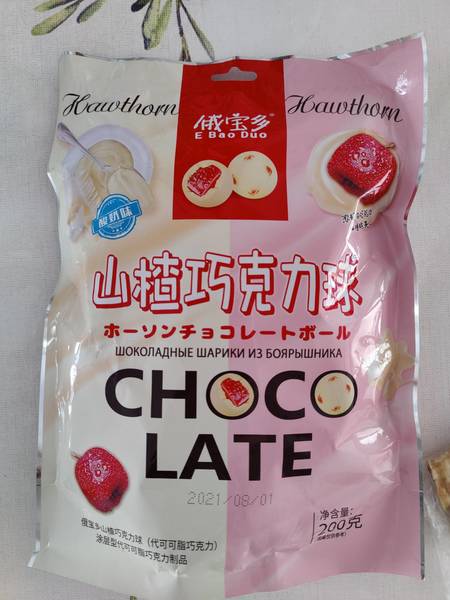 Hawthorn
Hawthorn
俄宝多
E Bao Duo
酸奶味
山楂巧克力球
ホーソンチョコレートボール
ШОКОЛАДНЫЕ ШАРИКИ ИЗ БОЯРЫШНИКА
CHOCO
LATE
2021/08/01
俄宝多山楂巧克力球（代可可脂巧克力）
涂层型代可可脂巧克力制品
净含量:
200克